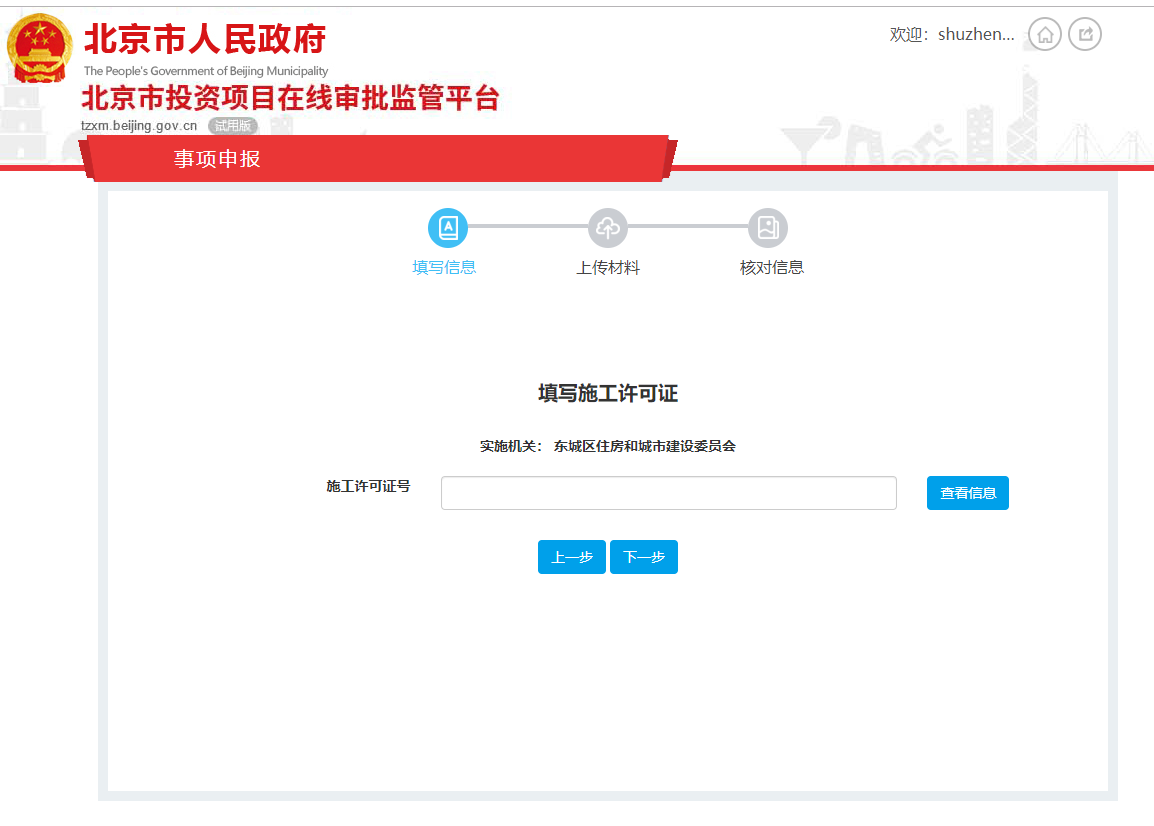 北京市人民政府
The People's Government of Beijing Municipality
北京市投资项目在线审批监管平台
tzxm.beijing.gov.cn 试用版
欢迎：shuzhen...
事项申报
填写信息 上传材料 核对信息
填写施工许可证
实施机关： 东城区住房和城市建设委员会
施工许可证号 查看信息
上一步 下一步